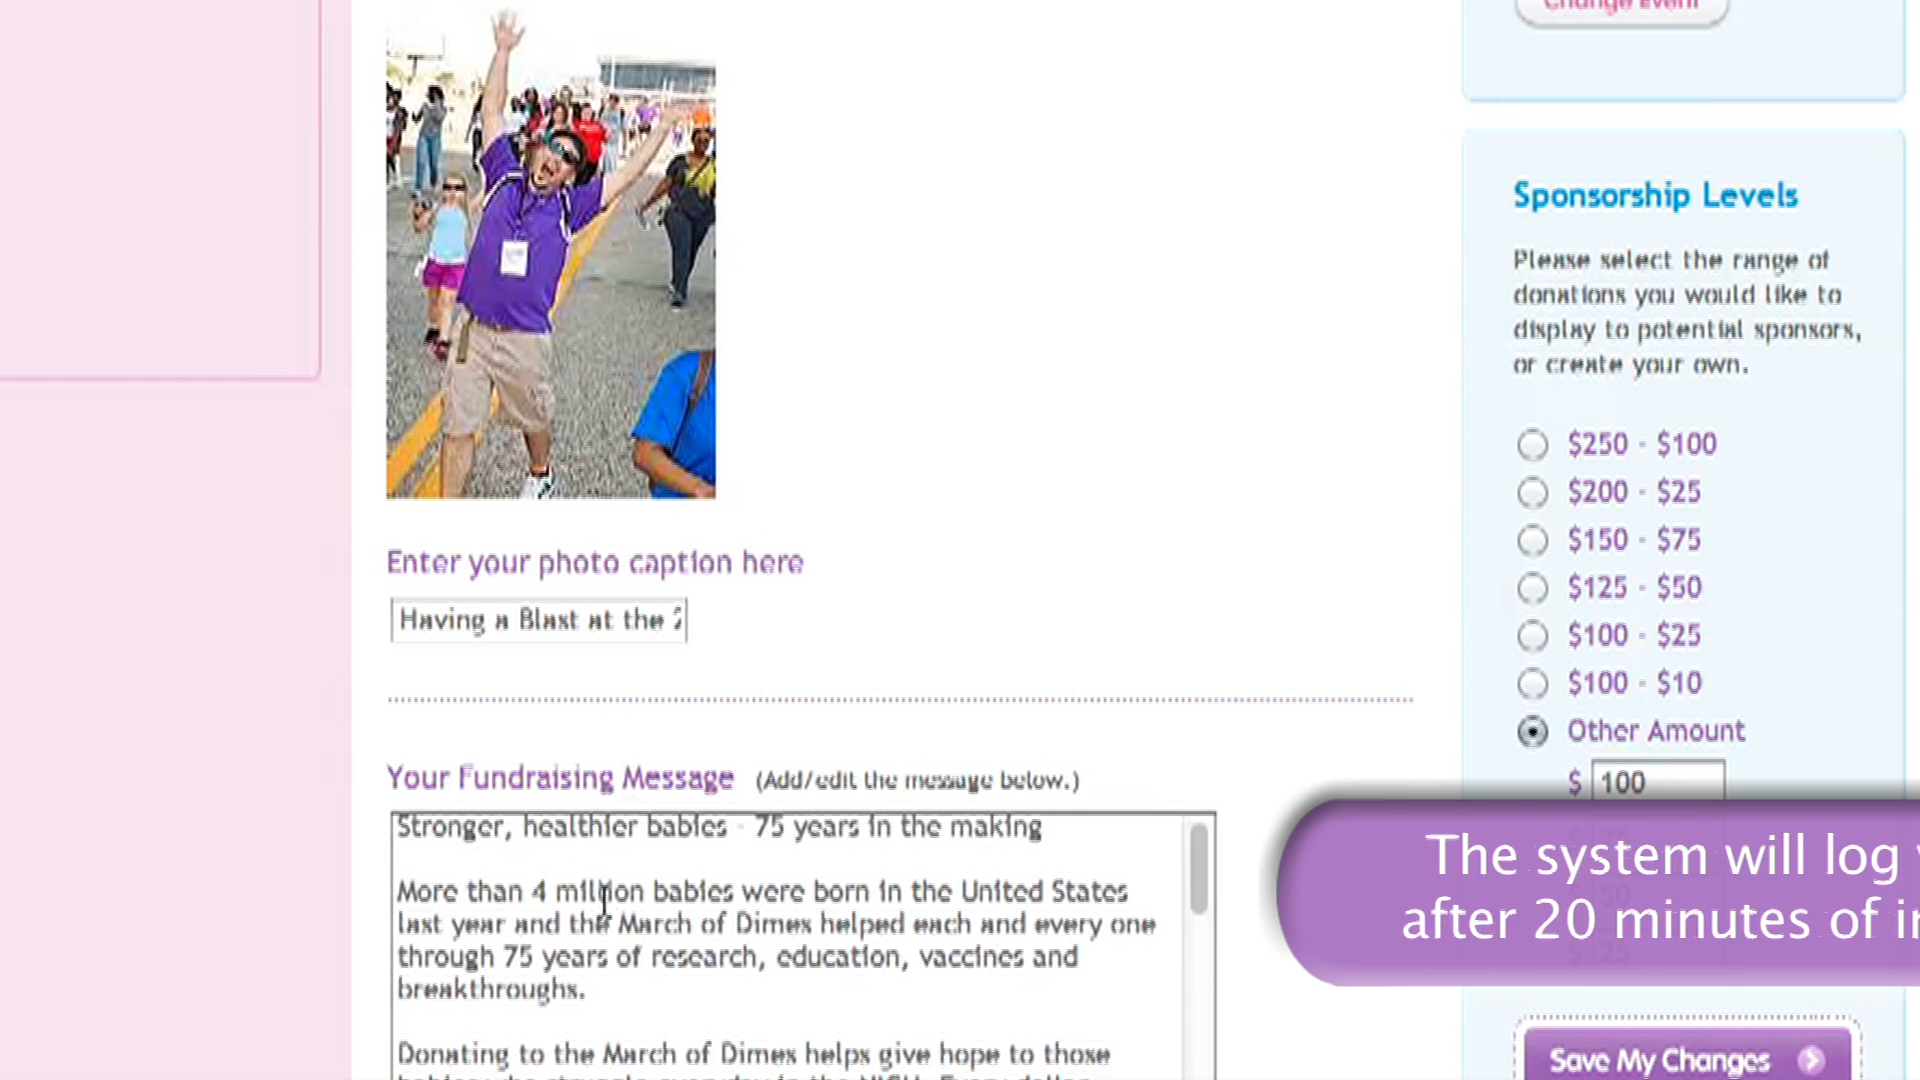 Change Event
Sponsorship Levels
Please select the range of
donations you would like to
display to potential sponsors,
or create your own.
$250 - $100
$200 - $25
$150 - $75
$125 - $50
$100 - $25
$100 - $10
Other Amount
$ 100
Enter your photo caption here
Having a Blast at the
Your Fundraising Message (Add/edit the message below.)
Stronger, healthier babies - 75 years in the making
More than 4 million babies were born in the United States
last year and the March of Dimes helped each and every one
through 75 years of research, education, vaccines and
breakthroughs.
Donating to the March of Dimes helps give hope to those
The system will log
after 20 minutes of
Save My Changes